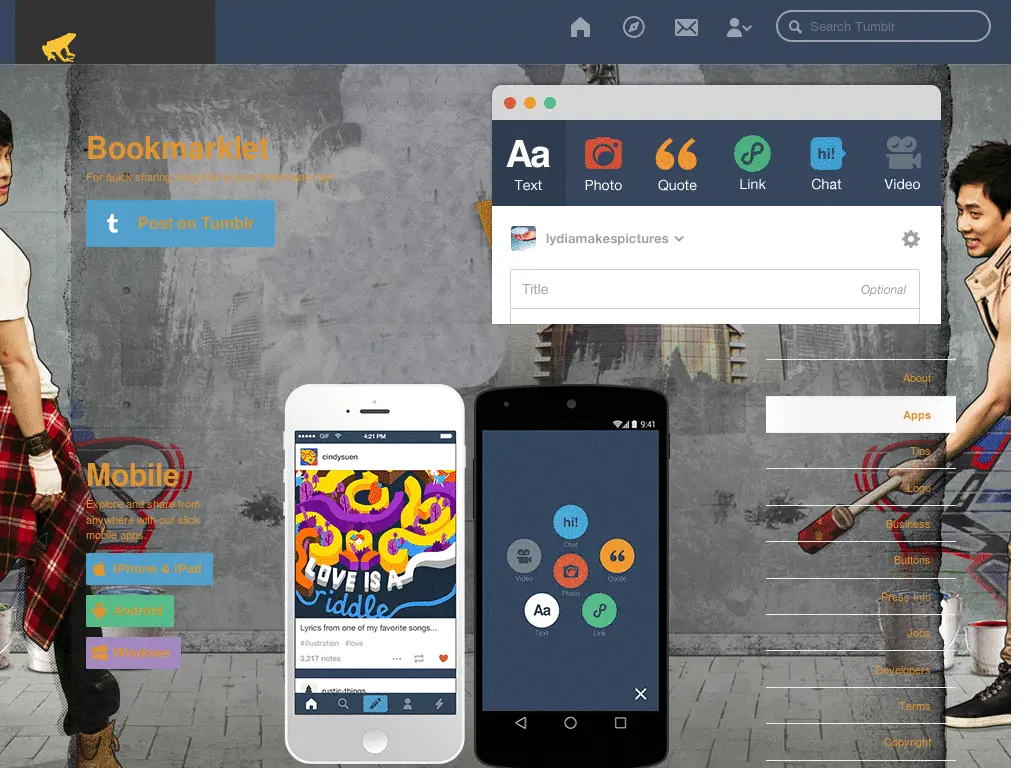 Search Tumblr
Bookmarklet
For quick sharing, drag this to your bookmarks bar.
t Post on Tumblr
Aa
Text
Photo
Quote
Link
hi!
Chat
Video
lydiamakespictures
Title
Optional
About
Apps
Tips
Logo
Business
Buttons
Press Info
Jobs
Developers
Terms
Copyright
Mobile
Explore and share from
anywhere with our slick
mobile apps.
iPhone & iPad
Android
Windows
GIF
4:21 PM
cindysuen
LOVE IS A
riddle
Lyrics from one of my favorite songs...
#illustration #love
3,217 notes
rustic-things
9:41
hi!
Chat
Video
Quote
Photo
Aa
Text
Link